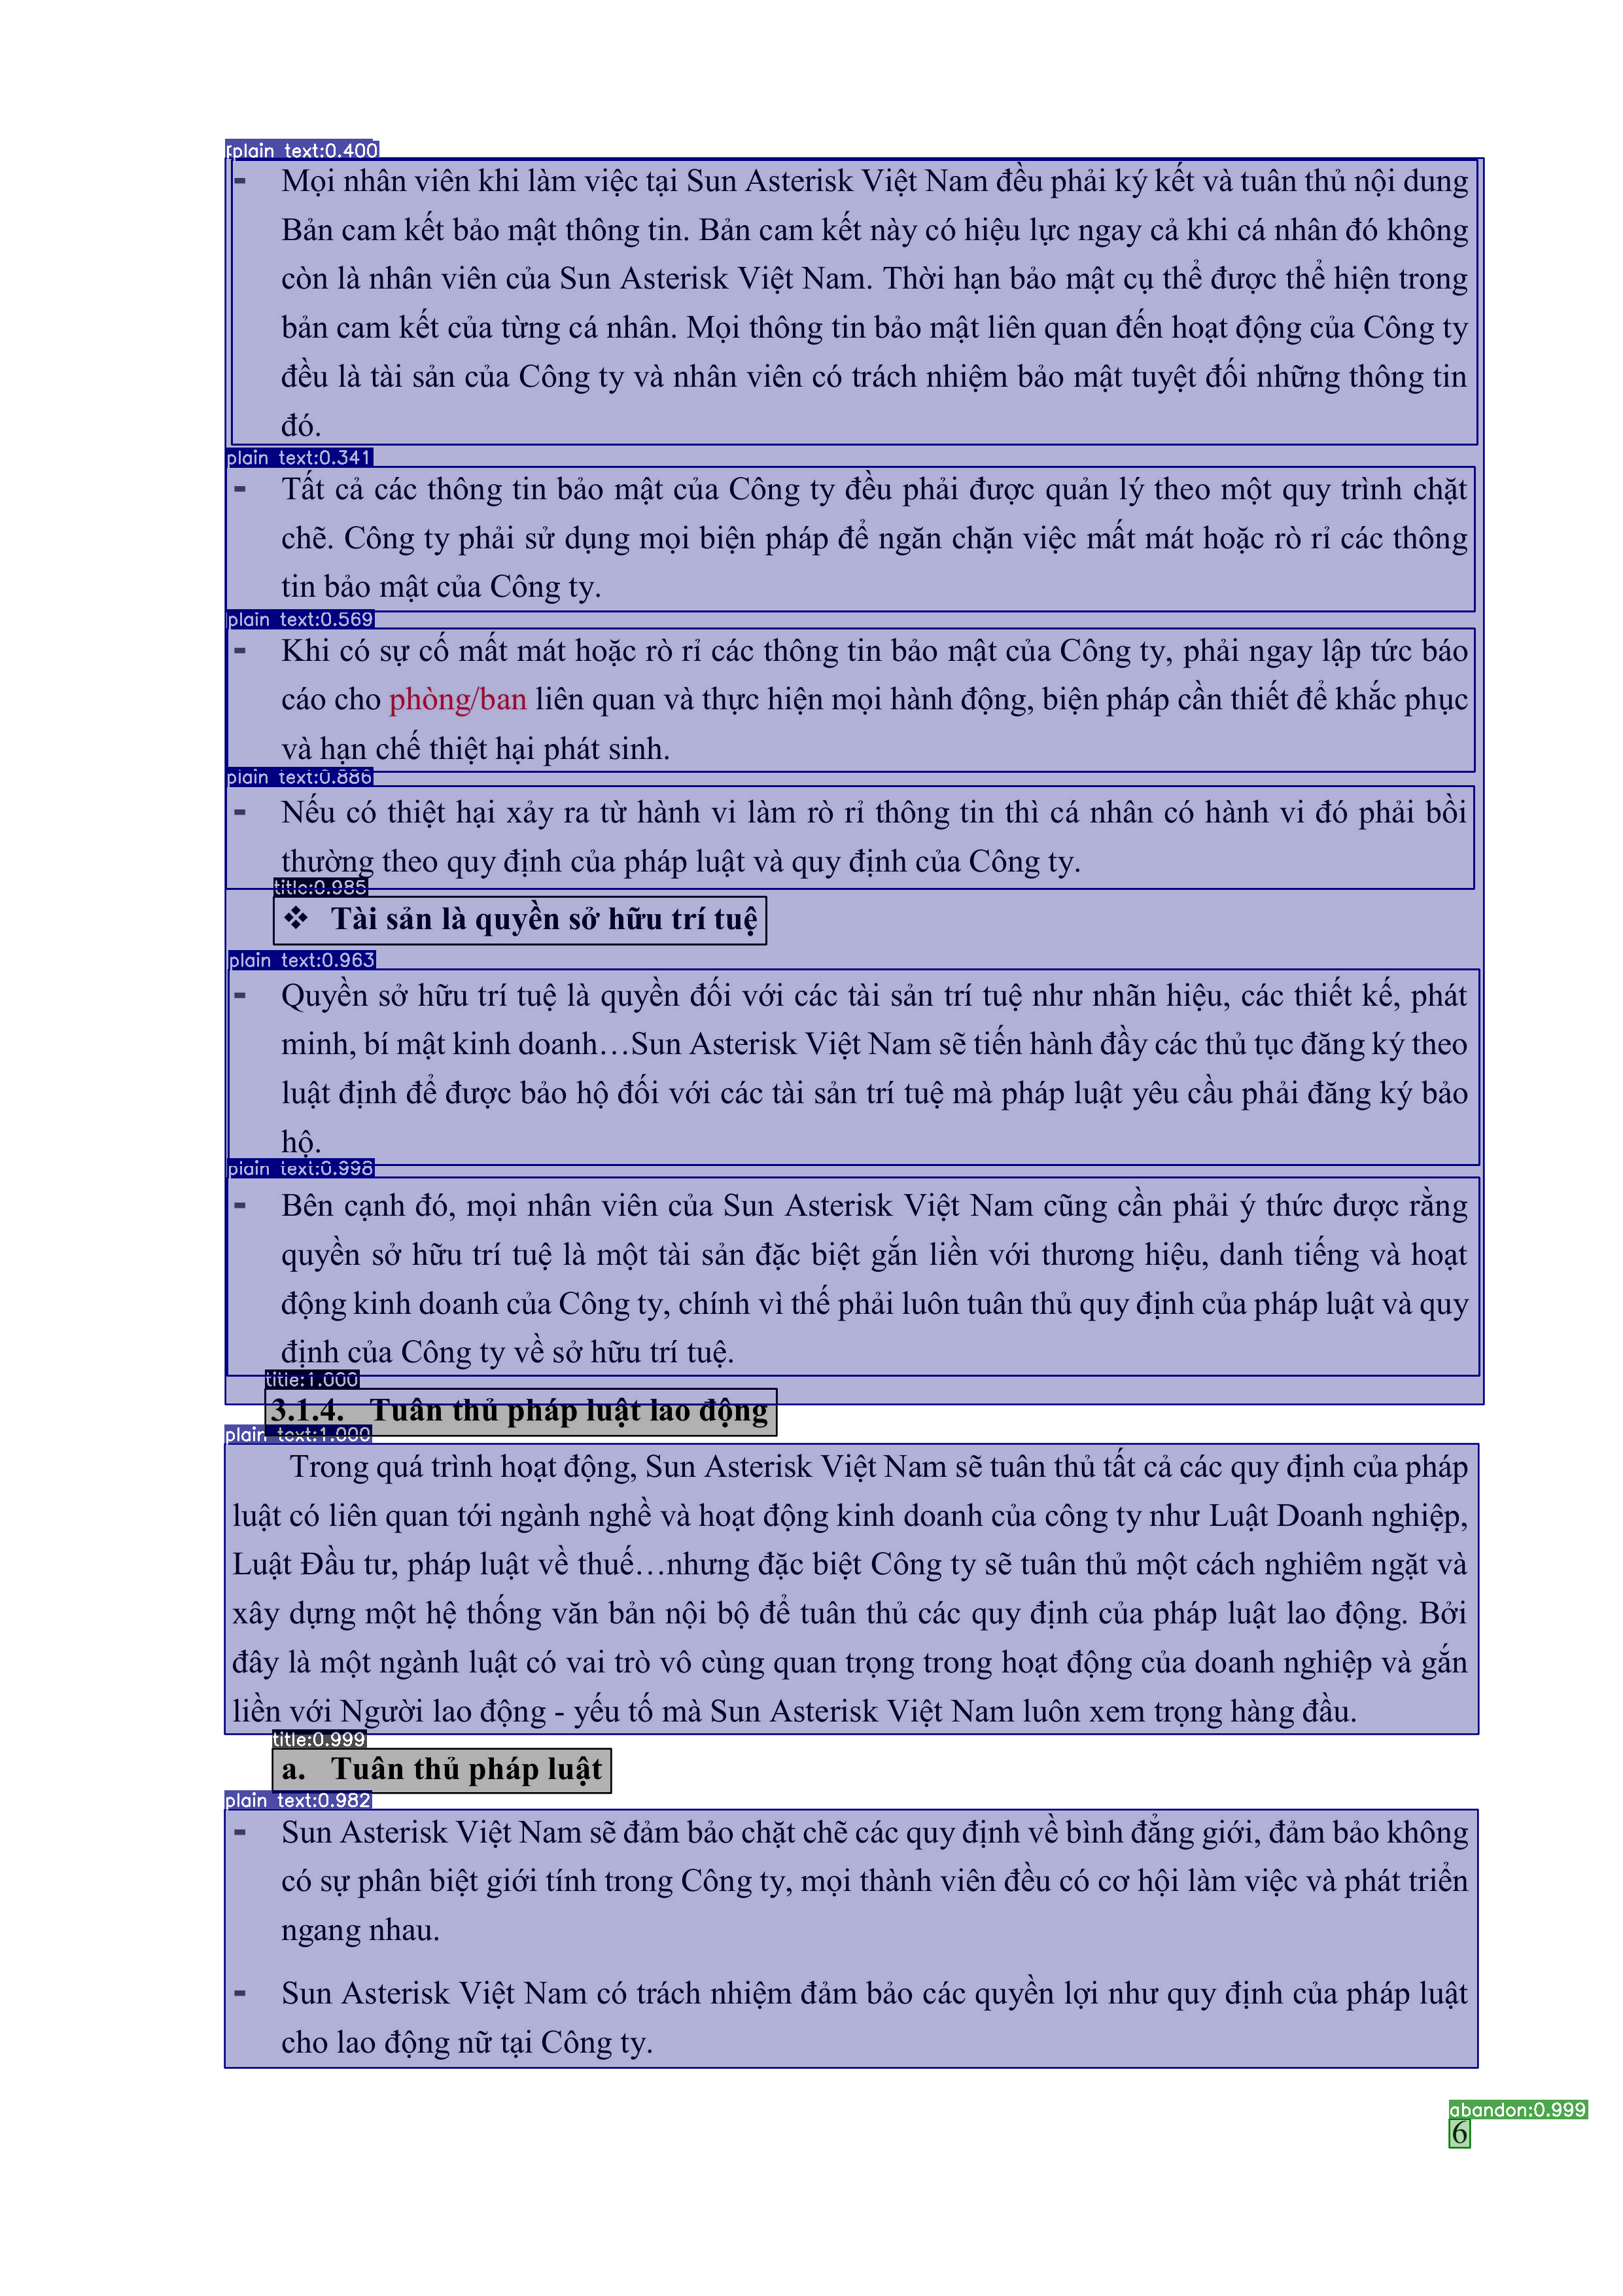 plain text:0.400
- Mọi nhân viên khi làm việc tại Sun Asterisk Việt Nam đều phải ký kết và tuân thủ nội dung
Bản cam kết bảo mật thông tin. Bản cam kết này có hiệu lực ngay cả khi cá nhân đó không
còn là nhân viên của Sun Asterisk Việt Nam. Thời hạn bảo mật cụ thể được thể hiện trong
bản cam kết của từng cá nhân. Mọi thông tin bảo mật liên quan đến hoạt động của Công ty
đều là tài sản của Công ty và nhân viên có trách nhiệm bảo mật tuyệt đối những thông tin
đó.
plain text:0.341
- Tất cả các thông tin bảo mật của Công ty đều phải được quản lý theo một quy trình chặt
chẽ. Công ty phải sử dụng mọi biện pháp để ngăn chặn việc mất mát hoặc rò rỉ các thông
tin bảo mật của Công ty.
plain text:0.569
- Khi có sự cố mất mát hoặc rò rỉ các thông tin bảo mật của Công ty, phải ngay lập tức báo
cáo cho phòng/ban liên quan và thực hiện mọi hành động, biện pháp cần thiết để khắc phục
và hạn chế thiệt hại phát sinh.
plain text:0.886
- Nếu có thiệt hại xảy ra từ hành vi làm rò rỉ thông tin thì cá nhân có hành vi đó phải bồi
thường theo quy định của pháp luật và quy định của Công ty.
title:0.985
❖ Tài sản là quyền sở hữu trí tuệ
plain text:0.963
- Quyền sở hữu trí tuệ là quyền đối với các tài sản trí tuệ như nhãn hiệu, các thiết kế, phát
minh, bí mật kinh doanh…Sun Asterisk Việt Nam sẽ tiến hành đầy các thủ tục đăng ký theo
luật định để được bảo hộ đối với các tài sản trí tuệ mà pháp luật yêu cầu phải đăng ký bảo
hộ.
plain text:0.998
- Bên cạnh đó, mọi nhân viên của Sun Asterisk Việt Nam cũng cần phải ý thức được rằng
quyền sở hữu trí tuệ là một tài sản đặc biệt gắn liền với thương hiệu, danh tiếng và hoạt
động kinh doanh của Công ty, chính vì thế phải luôn tuân thủ quy định của pháp luật và quy
định của Công ty về sở hữu trí tuệ.
title:1.000
3.1.4. Tuân thủ pháp luật lao động
plain text:1.000
Trong quá trình hoạt động, Sun Asterisk Việt Nam sẽ tuân thủ tất cả các quy định của pháp
luật có liên quan tới ngành nghề và hoạt động kinh doanh của công ty như Luật Doanh nghiệp,
Luật Đầu tư, pháp luật về thuế…nhưng đặc biệt Công ty sẽ tuân thủ một cách nghiêm ngặt và
xây dựng một hệ thống văn bản nội bộ để tuân thủ các quy định của pháp luật lao động. Bởi
đây là một ngành luật có vai trò vô cùng quan trọng trong hoạt động của doanh nghiệp và gắn
liền với Người lao động - yếu tố mà Sun Asterisk Việt Nam luôn xem trọng hàng đầu.
title:0.999
a. Tuân thủ pháp luật
plain text:0.982
- Sun Asterisk Việt Nam sẽ đảm bảo chặt chẽ các quy định về bình đẳng giới, đảm bảo không
có sự phân biệt giới tính trong Công ty, mọi thành viên đều có cơ hội làm việc và phát triển
ngang nhau.
- Sun Asterisk Việt Nam có trách nhiệm đảm bảo các quyền lợi như quy định của pháp luật
cho lao động nữ tại Công ty.
abandon:0.999
6